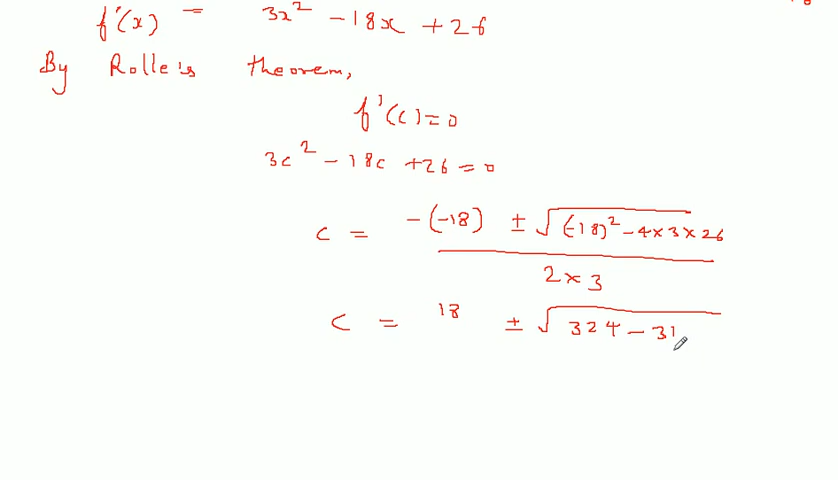 f'(x) = 3x² - 18x + 26
By Rolle's theorem,
f'(c) = 0
3c² - 18c + 26 = 0
c = -(-18) ± √(-18)² - 4×3×26
2×3
c = 18 ± √324 - 31